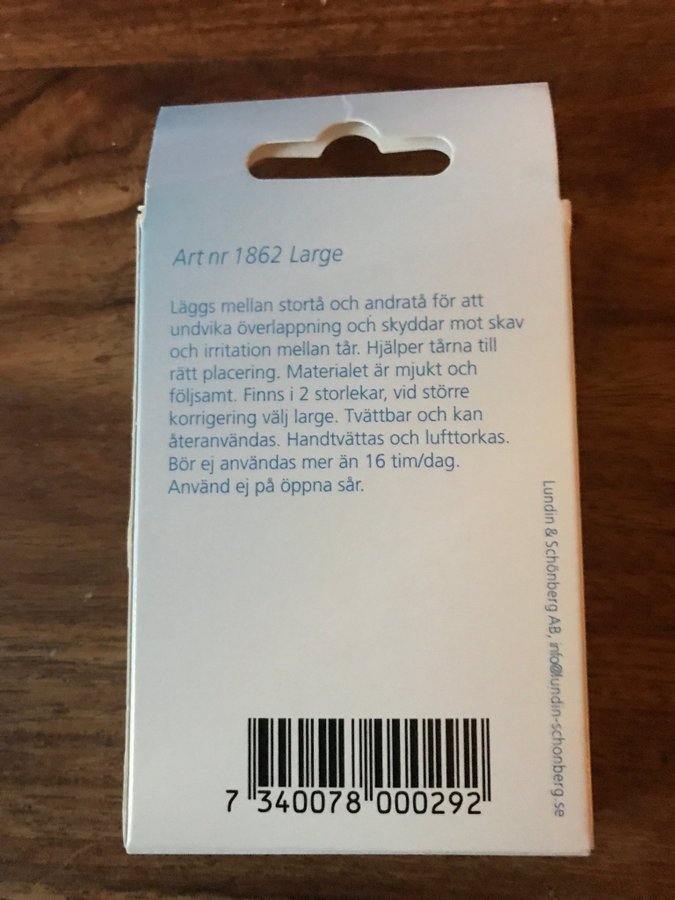 Art nr 1862 Large
Läggs mellan stortå och andratå för att
undvika överlappning och skyddar mot skav
och irritation mellan tår. Hjälper tårna till
rätt placering. Materialet är mjukt och
följsamt. Finns i 2 storlekar, vid större
korrigering välj large. Tvättbar och kan
återanvändas. Handtvättas och lufttorkas.
Bör ej användas mer än 16 tim/dag.
Använd ej på öppna sår.
Lundin & Schönberg AB, info@lundin-schonberg.se
7 340078 000292